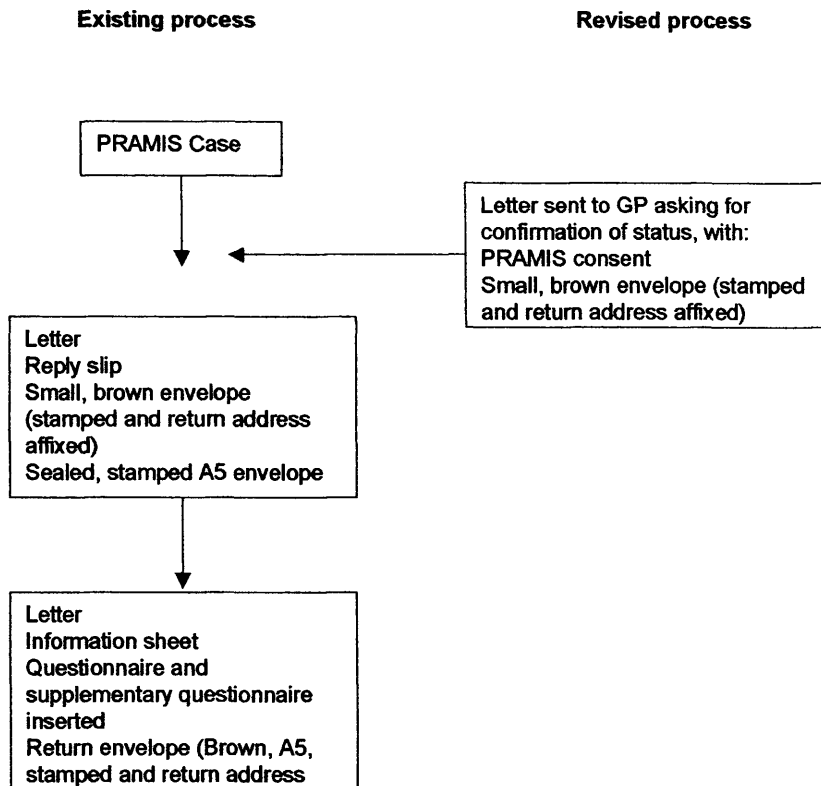 Existing process
Revised process
PRAMIS Case
Letter sent to GP asking for
confirmation of status, with:
PRAMIS consent
Small, brown envelope (stamped
and return address affixed)
Letter
Reply slip
Small, brown envelope
(stamped and return address
affixed)
Sealed, stamped A5 envelope
Letter
Information sheet
Questionnaire and
supplementary questionnaire
inserted
Return envelope (Brown, A5,
stamped and return address